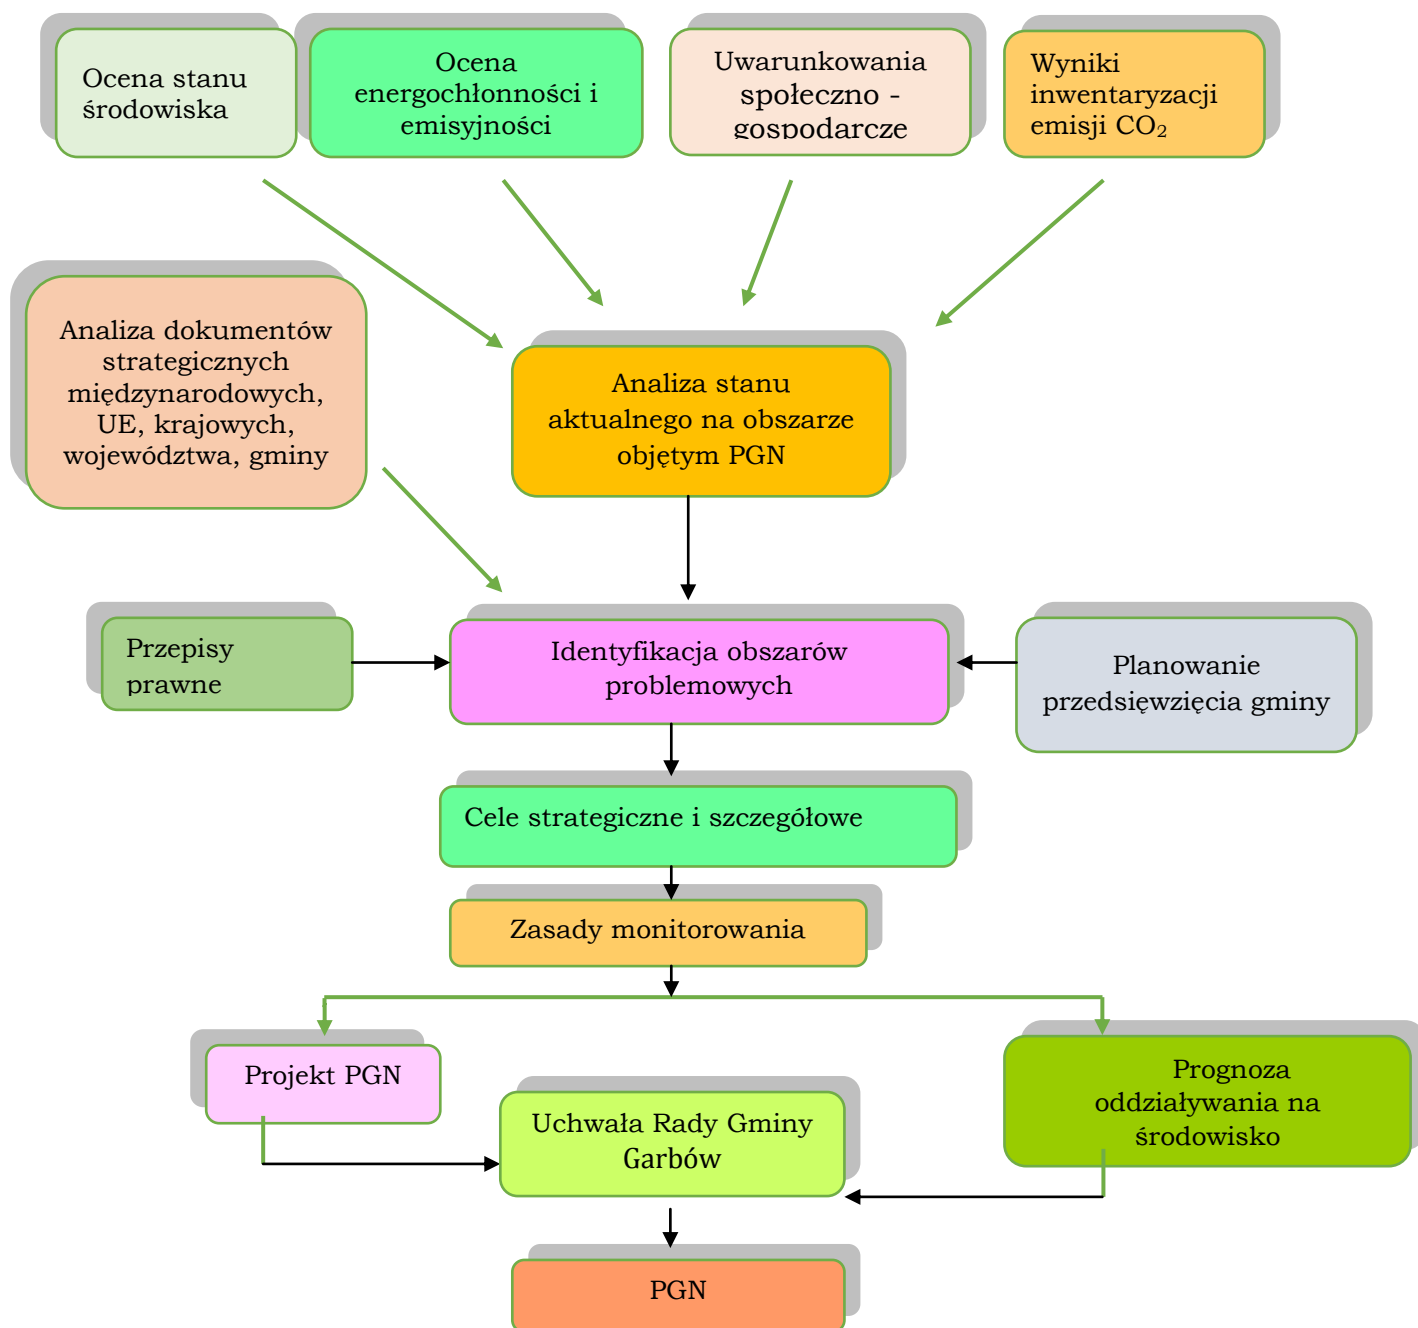 Ocena stanu
środowiska
Ocena
energochłonności i
emisyjności
Uwarunkowania
społeczno -
gospodarcze
Wyniki
inwentaryzacji
emisji CO₂
Analiza dokumentów
strategicznych
międzynarodowych,
UE, krajowych,
województwa, gminy
Analiza stanu
aktualnego na obszarze
objętym PGN
Przepisy
prawne
Identyfikacja obszarów
problemowych
Planowanie
przedsięwzięcia gminy
Cele strategiczne i szczegółowe
Zasady monitorowania
Projekt PGN
Uchwała Rady Gminy
Garbów
Prognoza
oddziaływania na
środowisko
PGN